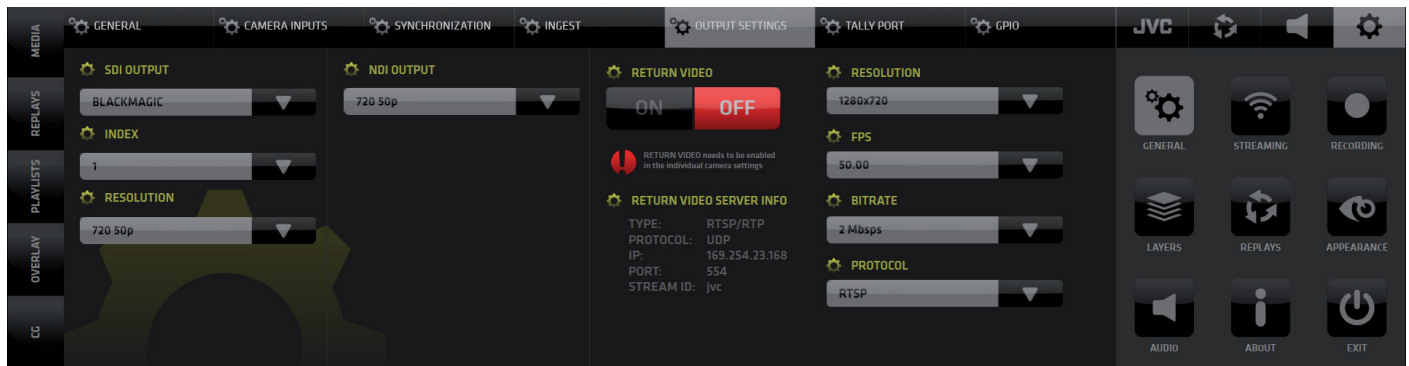 MEDIA
REPLAYS
PLAYLISTS
OVERLAY
CG
GENERAL
CAMERA INPUTS
SYNCHRONIZATION
INGEST
OUTPUT SETTINGS
TALLY PORT
GPIO
JVC
SDI OUTPUT
BLACKMAGIC
INDEX
1
RESOLUTION
720 50p
NDI OUTPUT
720 50p
RETURN VIDEO
ON OFF
RETURN VIDEO needs to be enabled
in the individual camera settings
RETURN VIDEO SERVER INFO
TYPE: RTSP/RTP
PROTOCOL: UDP
IP: 169.254.23.168
PORT: 554
STREAM ID: jvc
RESOLUTION
1280x720
FPS
50.00
BITRATE
2 Mbsps
PROTOCOL
RTSP
GENERAL
STREAMING
RECORDING
LAYERS
REPLAYS
APPEARANCE
AUDIO
ABOUT
EXIT